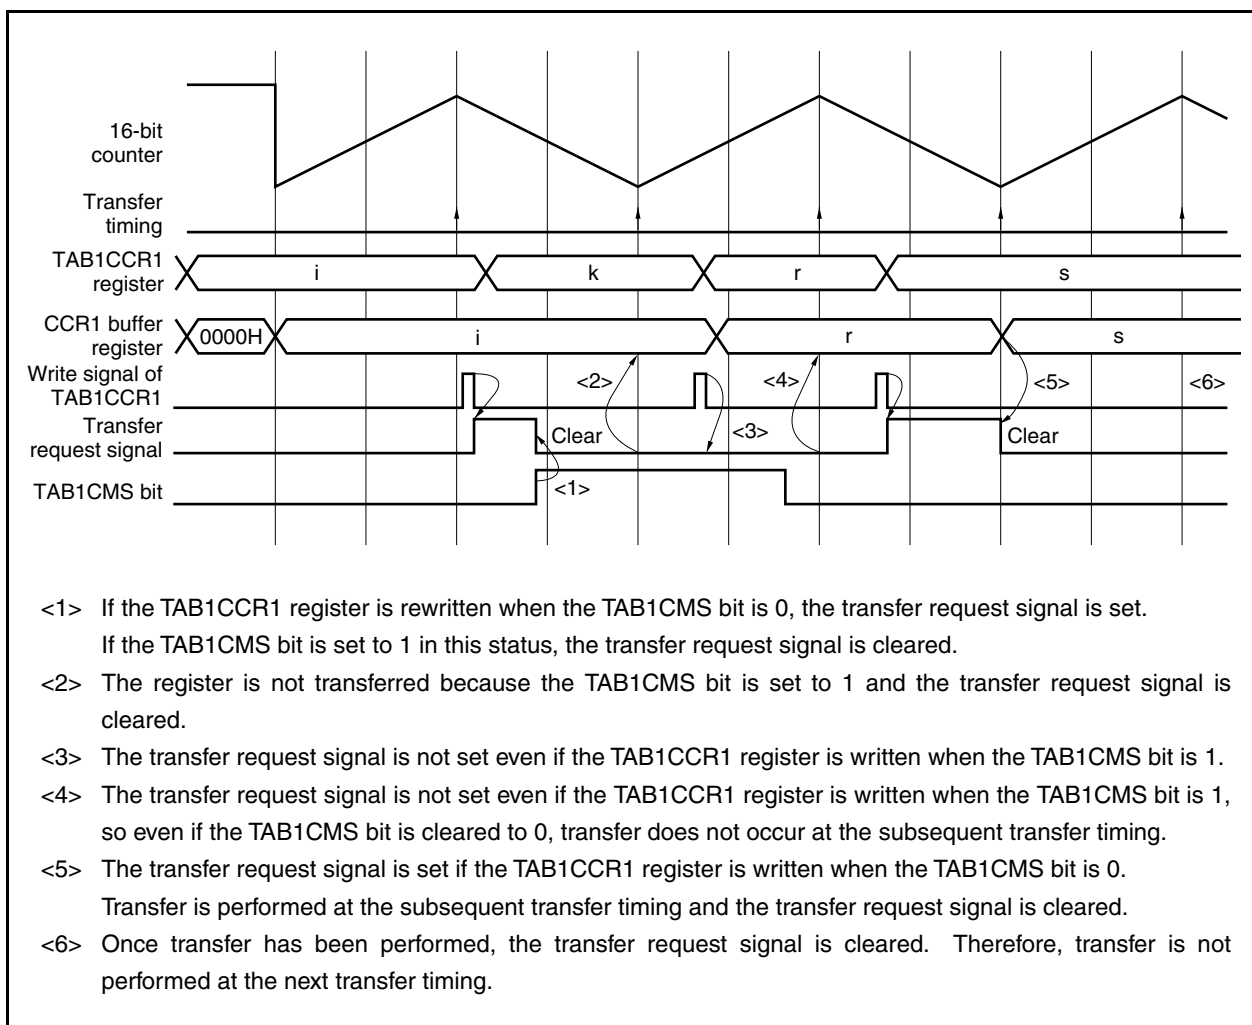 16-bit
counter
Transfer
timing
TAB1CCR1
register
i k r s
CCR1 buffer
register
0000H i r s
Write signal of
TAB1CCR1
<2> <4> <5> <6>
Transfer
request signal
Clear <3> Clear
TAB1CMS bit
<1>
<1> If the TAB1CCR1 register is rewritten when the TAB1CMS bit is 0, the transfer request signal is set.
If the TAB1CMS bit is set to 1 in this status, the transfer request signal is cleared.
<2> The register is not transferred because the TAB1CMS bit is set to 1 and the transfer request signal is
cleared.
<3> The transfer request signal is not set even if the TAB1CCR1 register is written when the TAB1CMS bit is 1.
<4> The transfer request signal is not set even if the TAB1CCR1 register is written when the TAB1CMS bit is 1,
so even if the TAB1CMS bit is cleared to 0, transfer does not occur at the subsequent transfer timing.
<5> The transfer request signal is set if the TAB1CCR1 register is written when the TAB1CMS bit is 0.
Transfer is performed at the subsequent transfer timing and the transfer request signal is cleared.
<6> Once transfer has been performed, the transfer request signal is cleared. Therefore, transfer is not
performed at the next transfer timing.